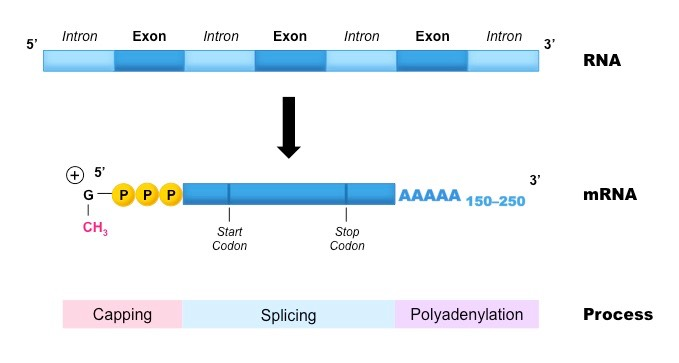 5’ Intron Exon Intron Exon Intron Exon Intron 3’
RNA
5’ 3’
+
G P P P AAAAA 150–250 mRNA
CH3
Start Codon
Stop Codon
Capping Splicing Polyadenylation Process